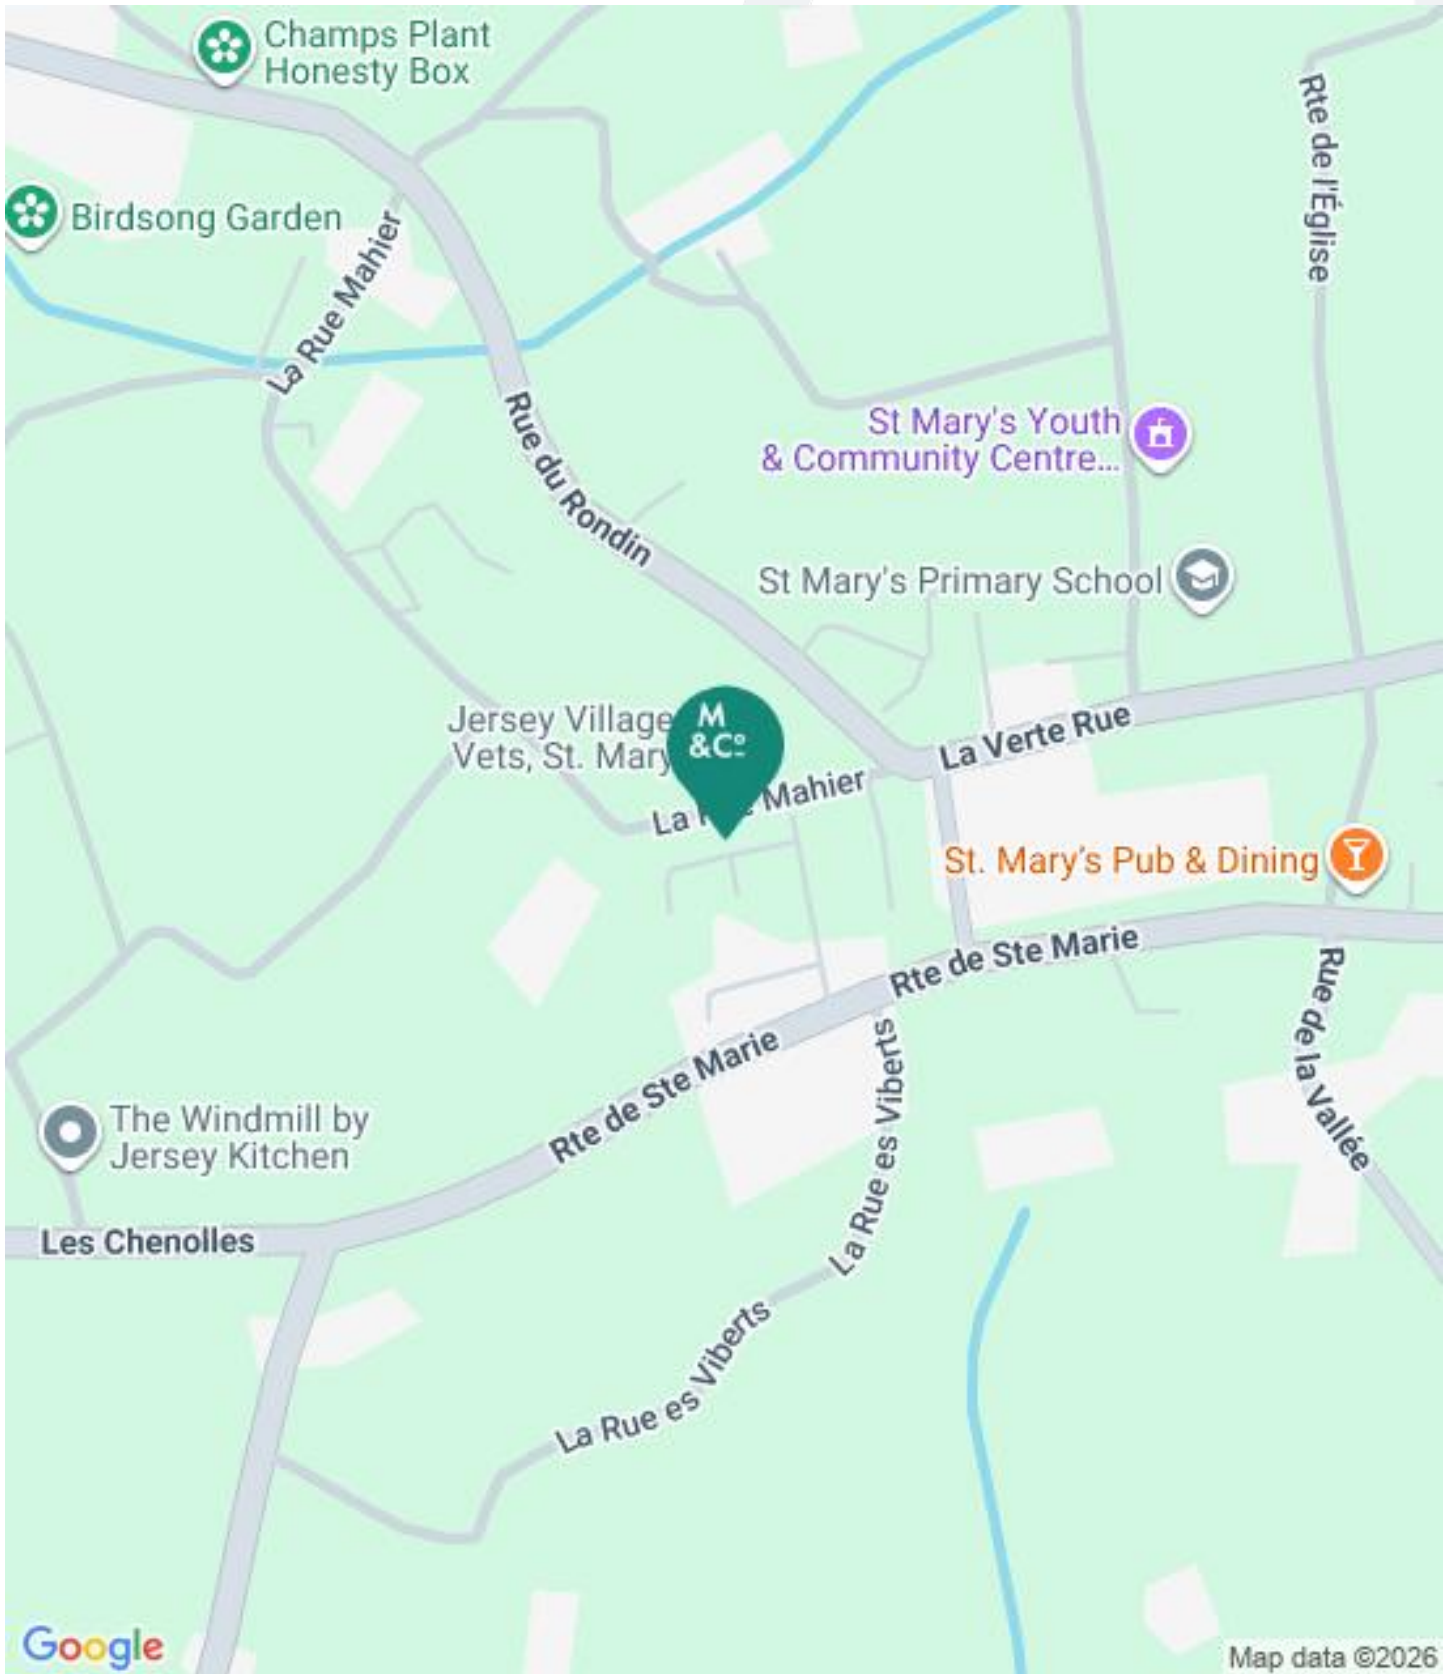 Champs Plant
Honesty Box
Rte de l'Église
Birdsong Garden
La Rue Mahier
Rue du Rondin
St Mary's Youth
& Community Centre...
St Mary's Primary School
Jersey Village
Vets, St. Mary
M
&Co
La Verte Rue
La Rue Mahier
St. Mary's Pub & Dining
Rte de Ste Marie
Rue de la Vallée
Rte de Ste Marie
La Rue es Viberts
The Windmill by
Jersey Kitchen
Les Chenolles
La Rue es Viberts
Google
Map data ©2026